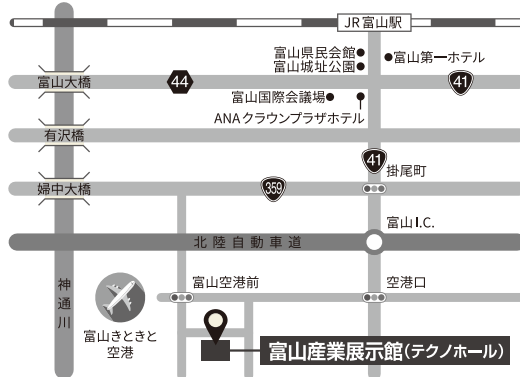 JR富山駅
富山県民会館
富山城址公園
富山第一ホテル
富山大橋
44
41
富山国際会議場
ANAクラウンプラザホテル
有沢橋
41
掛尾町
婦中大橋
359
富山I.C.
北陸自動車道
神通川
富山空港前
空港口
富山きときと
空港
富山産業展示館(テクノホール)